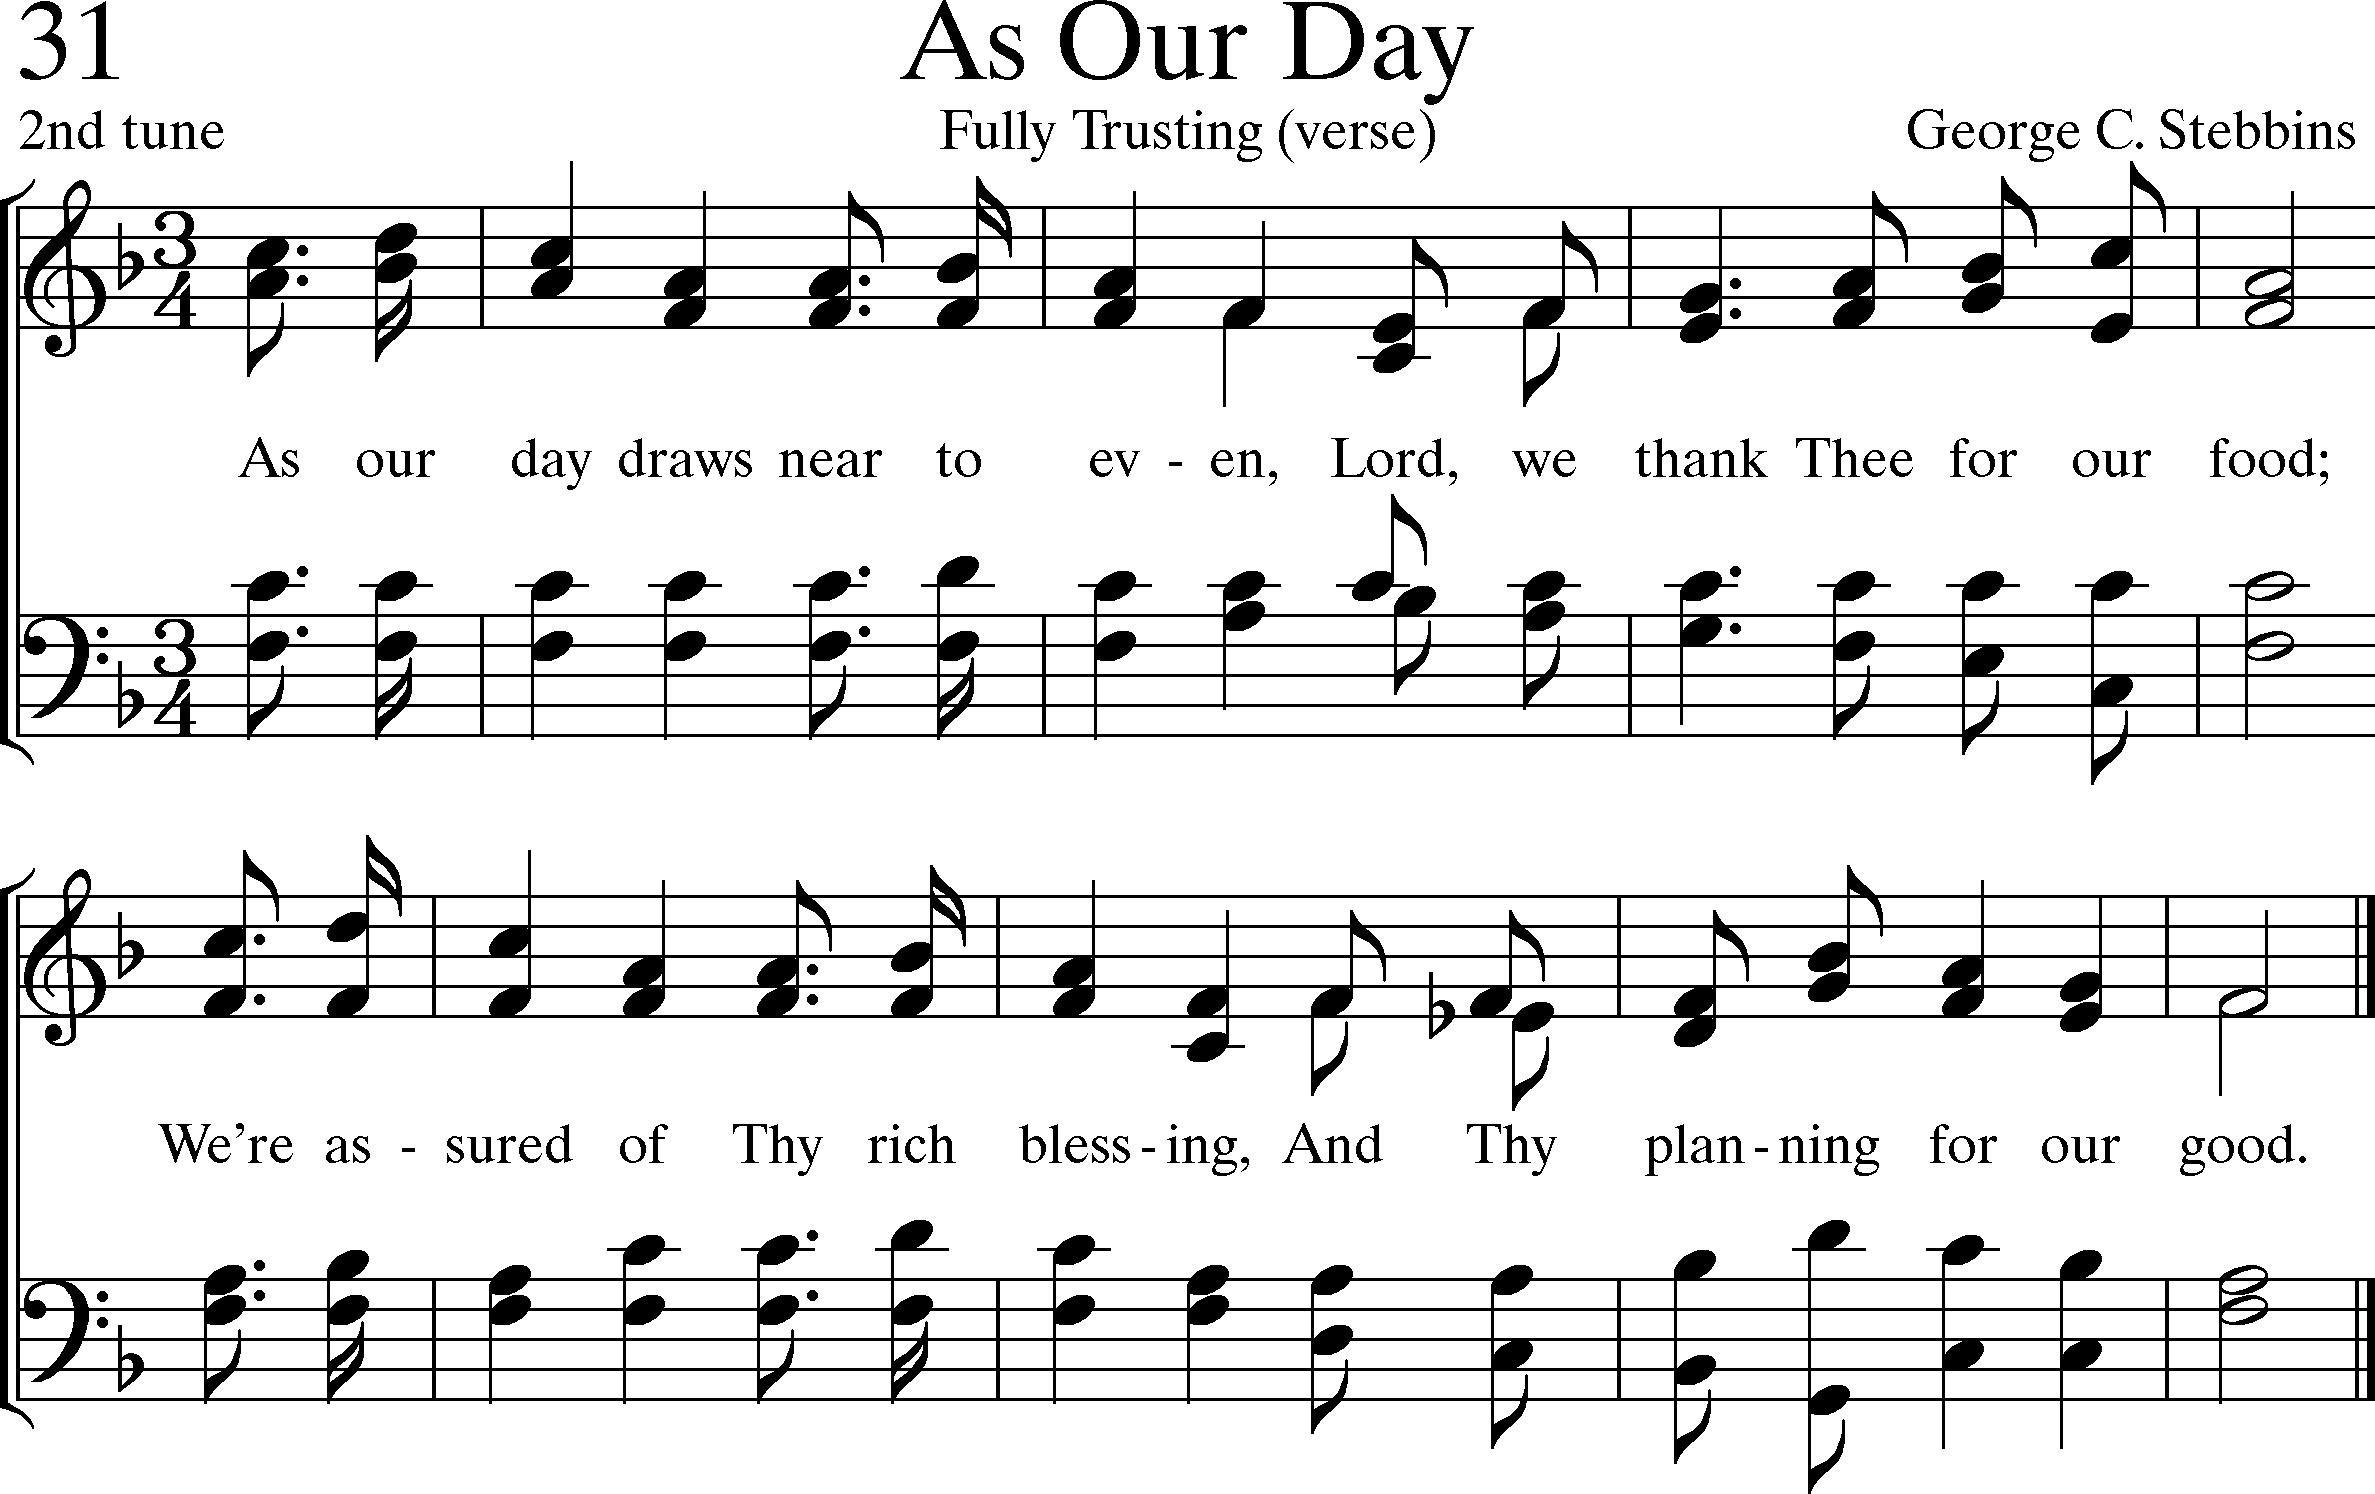 31
As Our Day
2nd tune
Fully Trusting (verse)
George C. Stebbins
3
4
As our day draws near to ev - en, Lord, we thank Thee for our food;
3
4
We're as - sured of Thy rich bless - ing, And Thy plan - ning for our good.